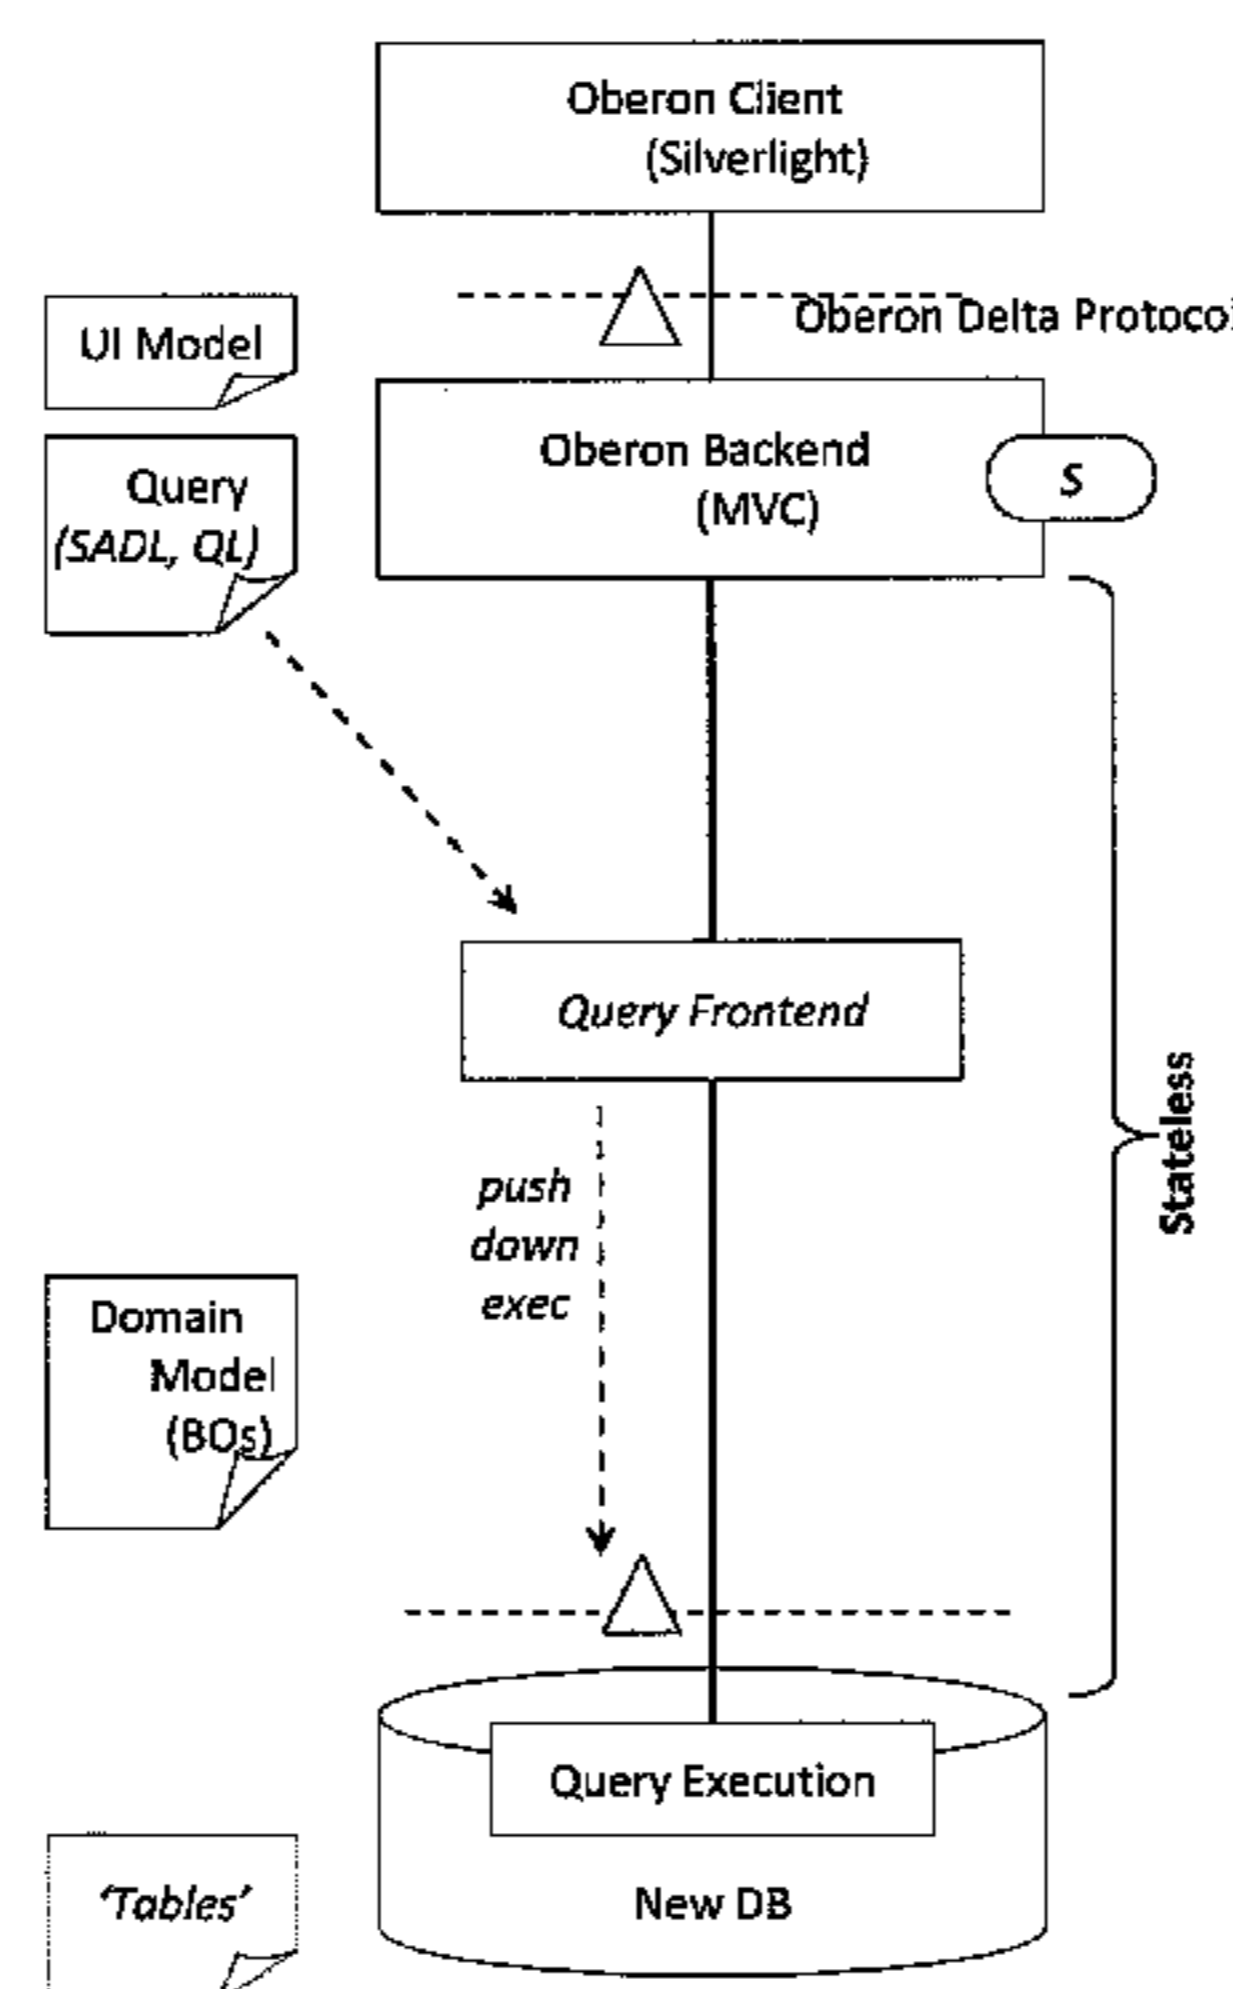 Oberon Client
(Silverlight)
Oberon Delta Protocol
UI Model
Oberon Backend
(MVC)
S
Query
(SADL, QL)
Query Frontend
push
down
exec
Stateless
Domain
Model
(BOs)
Query Execution
New DB
'Tables'